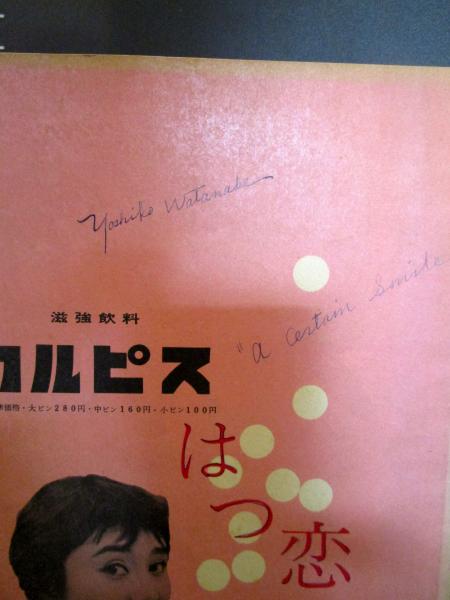 Yoshiko Watanabe
"A Certain Smile
滋強飲料
カルピス
準価格・大ビン280円・中ビン160円・小ビン100円
はつ恋